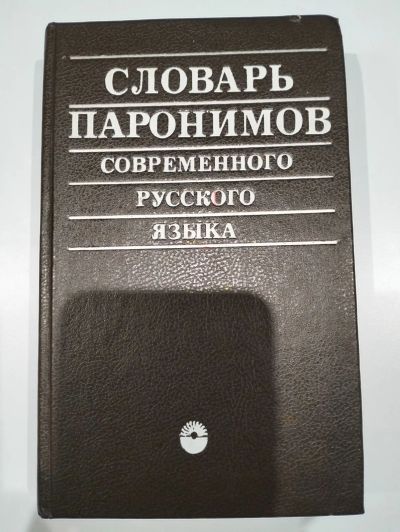 СЛОВАРЬ
ПАРОНИМОВ
СОВРЕМЕННОГО
РУССКОГО
ЯЗЫКА